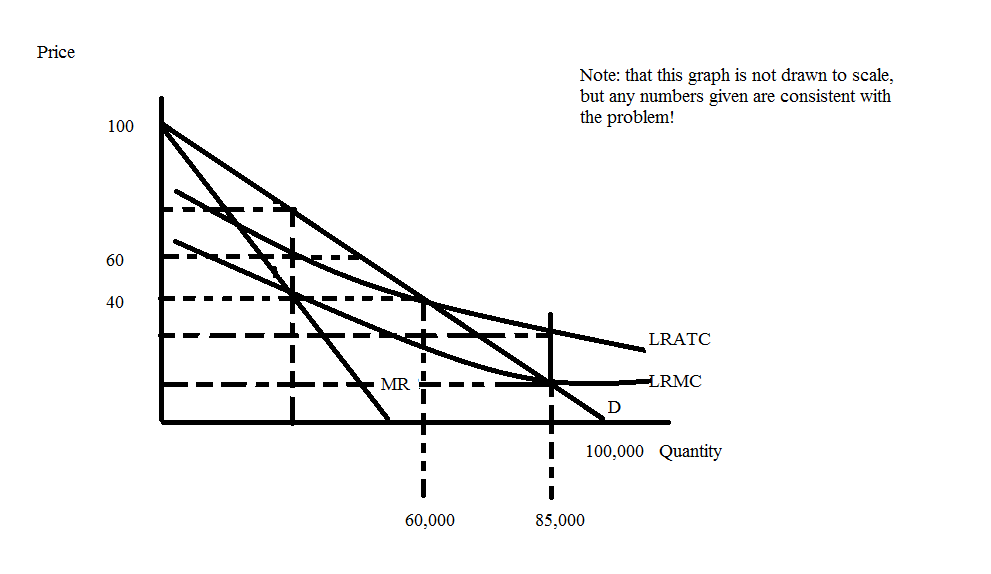 Price
Note: that this graph is not drawn to scale,
but any numbers given are consistent with
the problem!
100
60
40
LRATC
MR
LRMC
D
100,000 Quantity
60,000
85,000